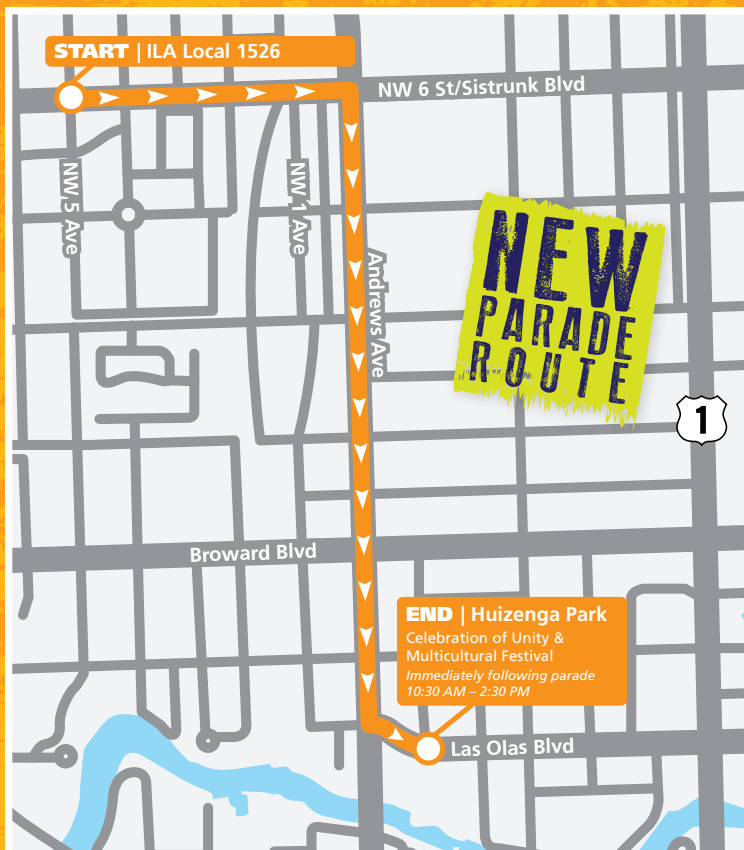 START | ILA Local 1526
NW 6 St/Sistrunk Blvd
NW 5 Ave
NW 1 Ave
Andrews Ave
NEW
PARADE
ROUTE
1
Broward Blvd
END | Huizenga Park
Celebration of Unity &
Multicultural Festival
Immediately following parade
10:30 AM – 2:30 PM
Las Olas Blvd